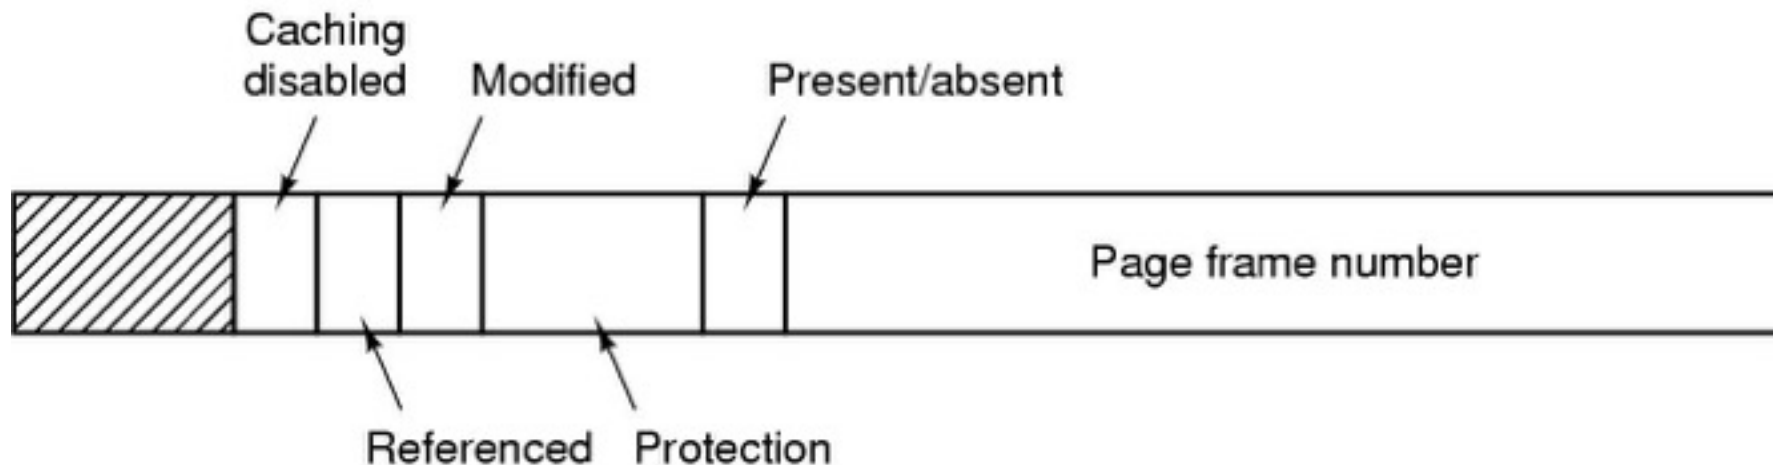 Caching
disabled
Modified
Present/absent
Page frame number
Referenced
Protection